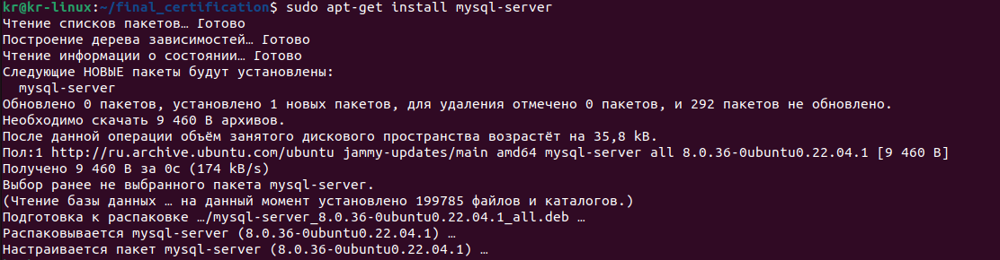 kr@kr-linux:~/final_certification$ sudo apt-get install mysql-server
Чтение списков пакетов… Готово
Построение дерева зависимостей… Готово
Чтение информации о состоянии… Готово
Следующие НОВЫЕ пакеты будут установлены:
  mysql-server
Обновлено 0 пакетов, установлено 1 новых пакетов, для удаления отмечено 0 пакетов, и 292 пакетов не обновлено.
Необходимо скачать 9 460 B архивов.
После данной операции объём занятого дискового пространства возрастёт на 35,8 kB.
Пол:1 http://ru.archive.ubuntu.com/ubuntu jammy-updates/main amd64 mysql-server all 8.0.36-0ubuntu0.22.04.1 [9 460 B]
Получено 9 460 B за 0с (174 kB/s)
Выбор ранее не выбранного пакета mysql-server.
(Чтение базы данных … на данный момент установлено 199785 файлов и каталогов.)
Подготовка к распаковке …/mysql-server_8.0.36-0ubuntu0.22.04.1_all.deb …
Распаковывается mysql-server (8.0.36-0ubuntu0.22.04.1) …
Настраивается пакет mysql-server (8.0.36-0ubuntu0.22.04.1) …